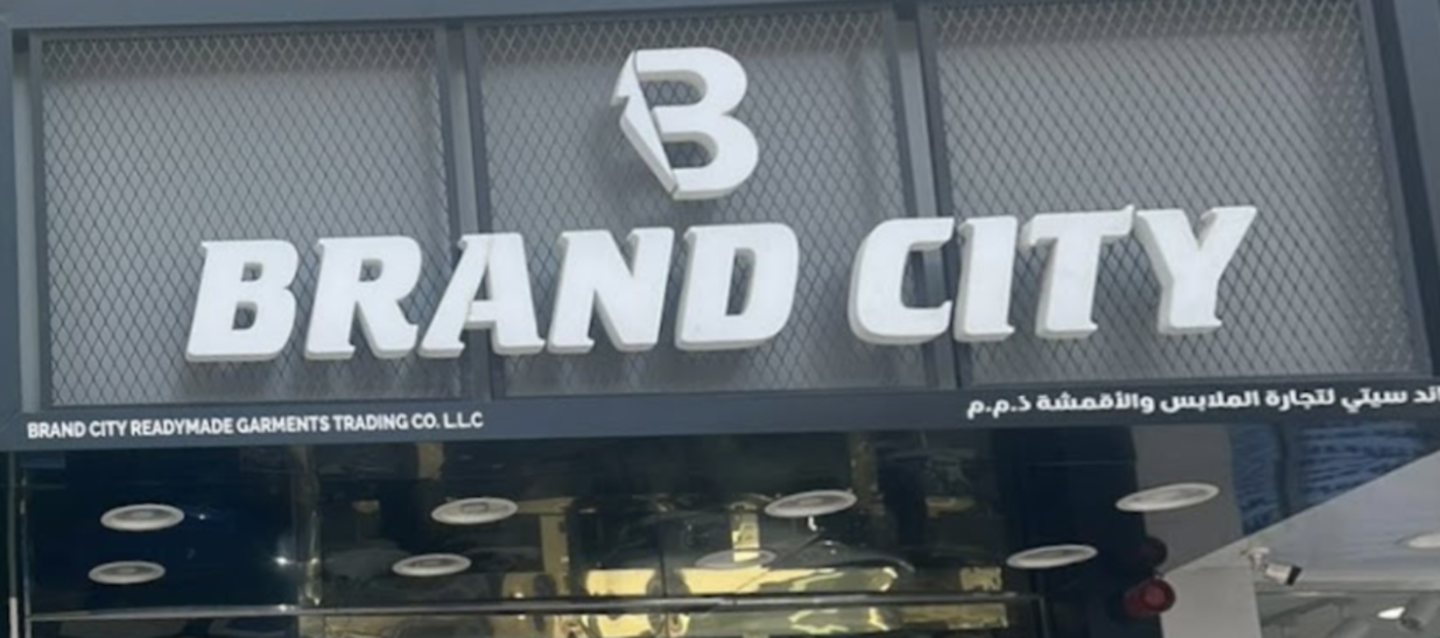 B
BRAND CITY
BRAND CITY READYMADE GARMENTS TRADING CO. L.L.C
سيتي لتجارة الملابس والأقمشة ذ.م.م